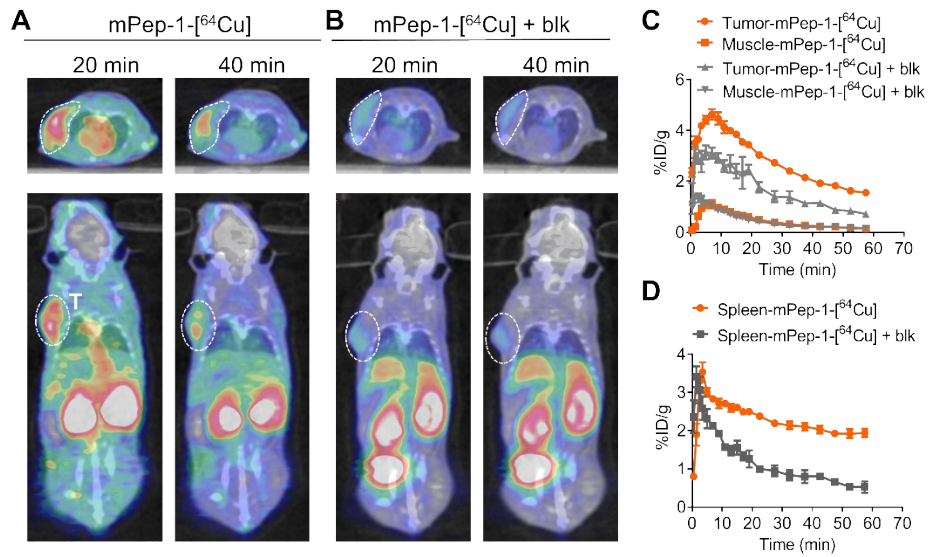 A
mPep-1-[⁶⁴Cu]
20 min
40 min
T
B
mPep-1-[⁶⁴Cu] + blk
20 min
40 min
C
Tumor-mPep-1-[⁶⁴Cu]
Muscle-mPep-1-[⁶⁴Cu]
Tumor-mPep-1-[⁶⁴Cu] + blk
Muscle-mPep-1-[⁶⁴Cu] + blk
%ID/g
6
4
2
0
0 10 20 30 40 50 60 70
Time (min)
D
Spleen-mPep-1-[⁶⁴Cu]
Spleen-mPep-1-[⁶⁴Cu] + blk
%ID/g
4
3
2
1
0
0 10 20 30 40 50 60 70
Time (min)